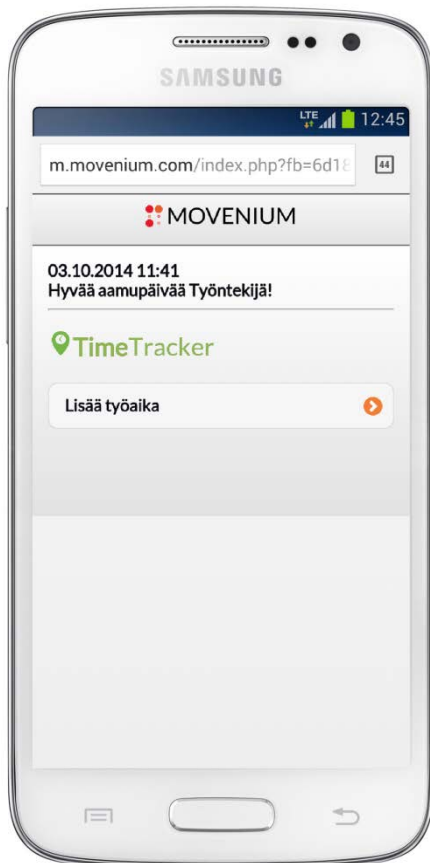 SAMSUNG
LTE 12:45
m.movenium.com/index.php?fb=6d18
44
MOVENIUM
03.10.2014 11:41
Hyvää aamupäivää Työntekijä!
TimeTracker
Lisää työaika